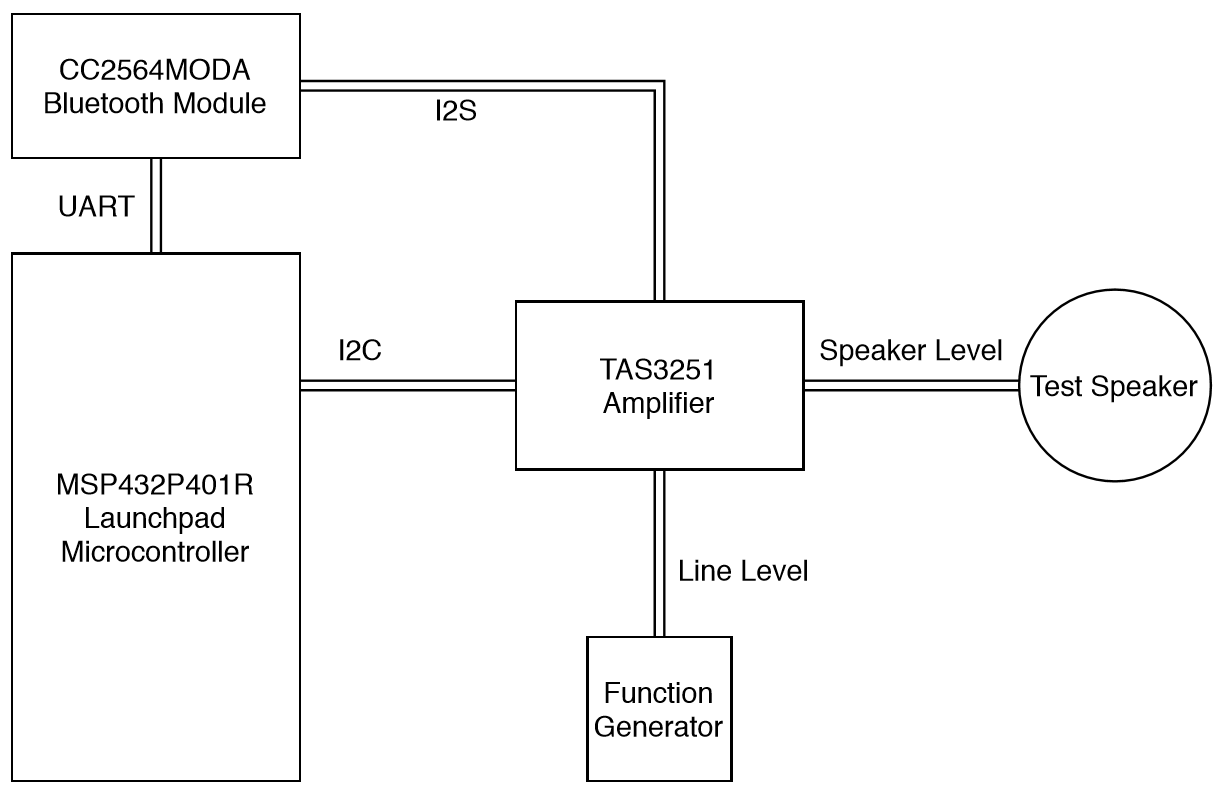 CC2564MODA
Bluetooth Module
I2S
UART
I2C
TAS3251
Amplifier
Speaker Level
Test Speaker
MSP432P401R
Launchpad
Microcontroller
Line Level
Function
Generator